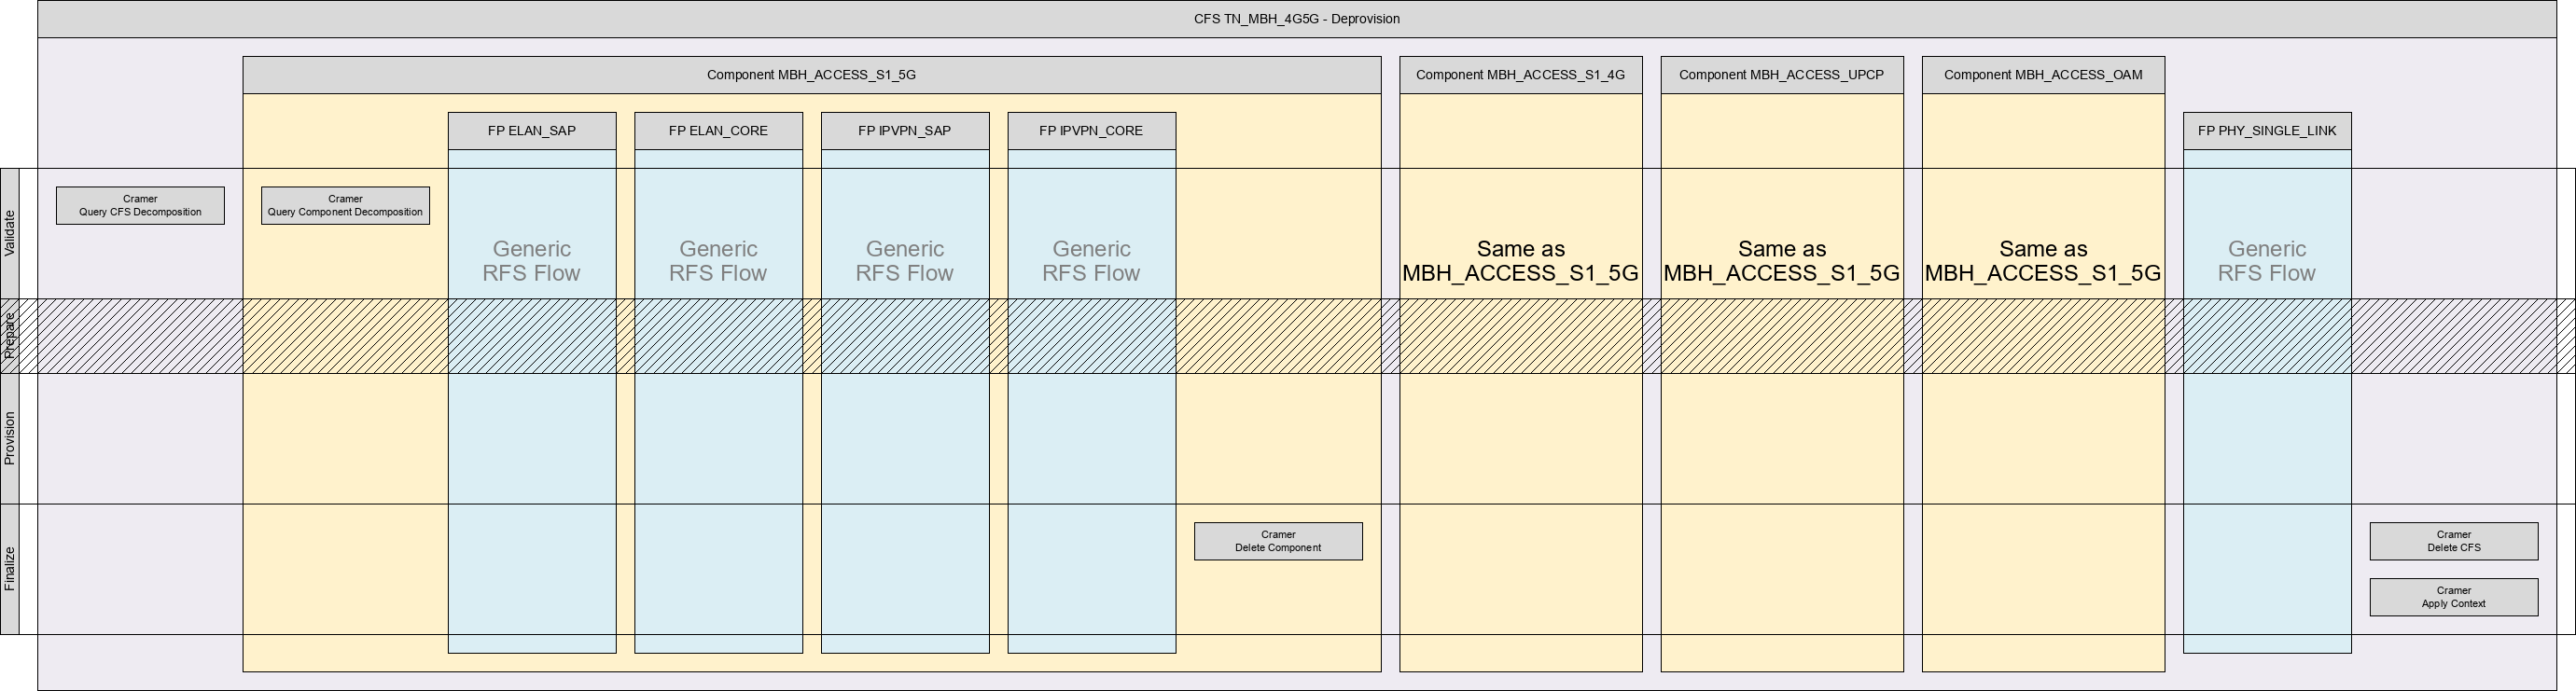 CFS TN_MBH_4G5G - Deprovision
Component MBH_ACCESS_S1_5G
Component MBH_ACCESS_S1_4G
Component MBH_ACCESS_UPCP
Component MBH_ACCESS_OAM
FP ELAN_SAP
FP ELAN_CORE
FP IPVPN_SAP
FP IPVPN_CORE
FP PHY_SINGLE_LINK
Validate
Cramer
Query CFS Decomposition
Cramer
Query Component Decomposition
Generic
RFS Flow
Generic
RFS Flow
Generic
RFS Flow
Generic
RFS Flow
Same as
MBH_ACCESS_S1_5G
Same as
MBH_ACCESS_S1_5G
Same as
MBH_ACCESS_S1_5G
Generic
RFS Flow
Prepare
Provision
Finalize
Cramer
Delete Component
Cramer
Delete CFS
Cramer
Apply Context